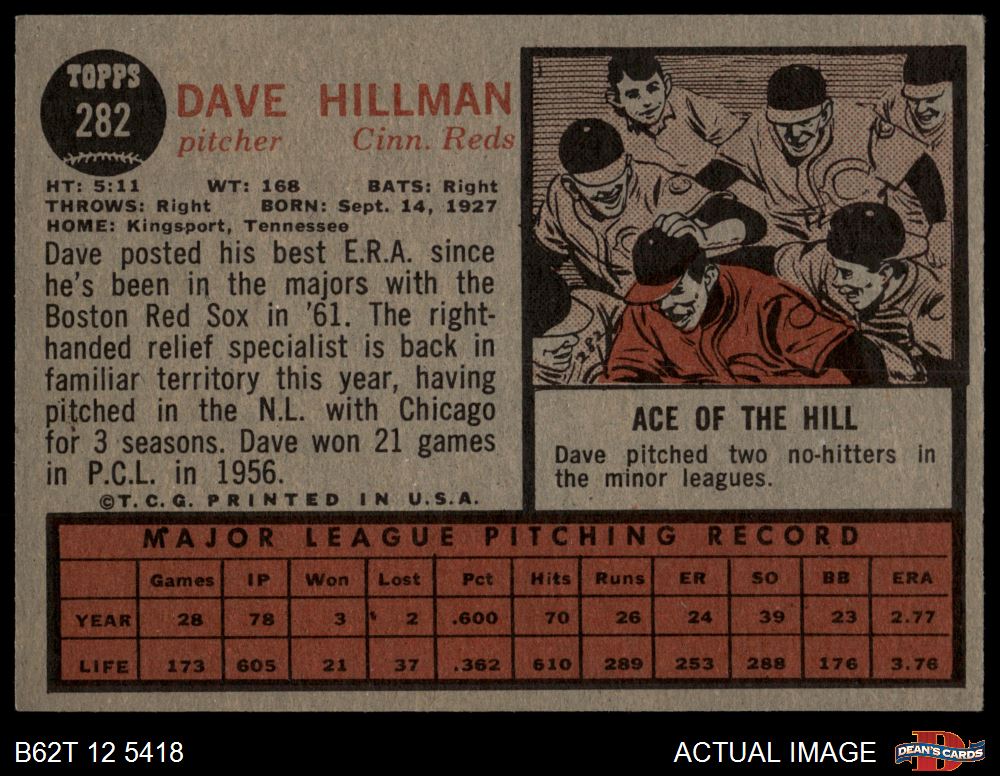 TOPPS
282
DAVE HILLMAN
pitcher Cinn. Reds
HT: 5:11 WT: 168 BATS: Right
THROWS: Right BORN: Sept. 14, 1927
HOME: Kingsport, Tennessee
Dave posted his best E.R.A. since
he's been in the majors with the
Boston Red Sox in '61. The right-
handed relief specialist is back in
familiar territory this year, having
pitched in the N.L. with Chicago
for 3 seasons. Dave won 21 games
in P.C.L. in 1956.
©T.C.G. PRINTED IN U.S.A.
ACE OF THE HILL
Dave pitched two no-hitters in
the minor leagues.
MAJOR LEAGUE PITCHING RECORD
Games IP Won Lost Pct Hits Runs ER SO BB ERA
YEAR 28 78 3 2 .600 70 26 24 39 23 2.77
LIFE 173 605 21 37 .362 610 289 253 288 176 3.76
B62T 12 5418
ACTUAL IMAGE
D
DEAN'S CARDS